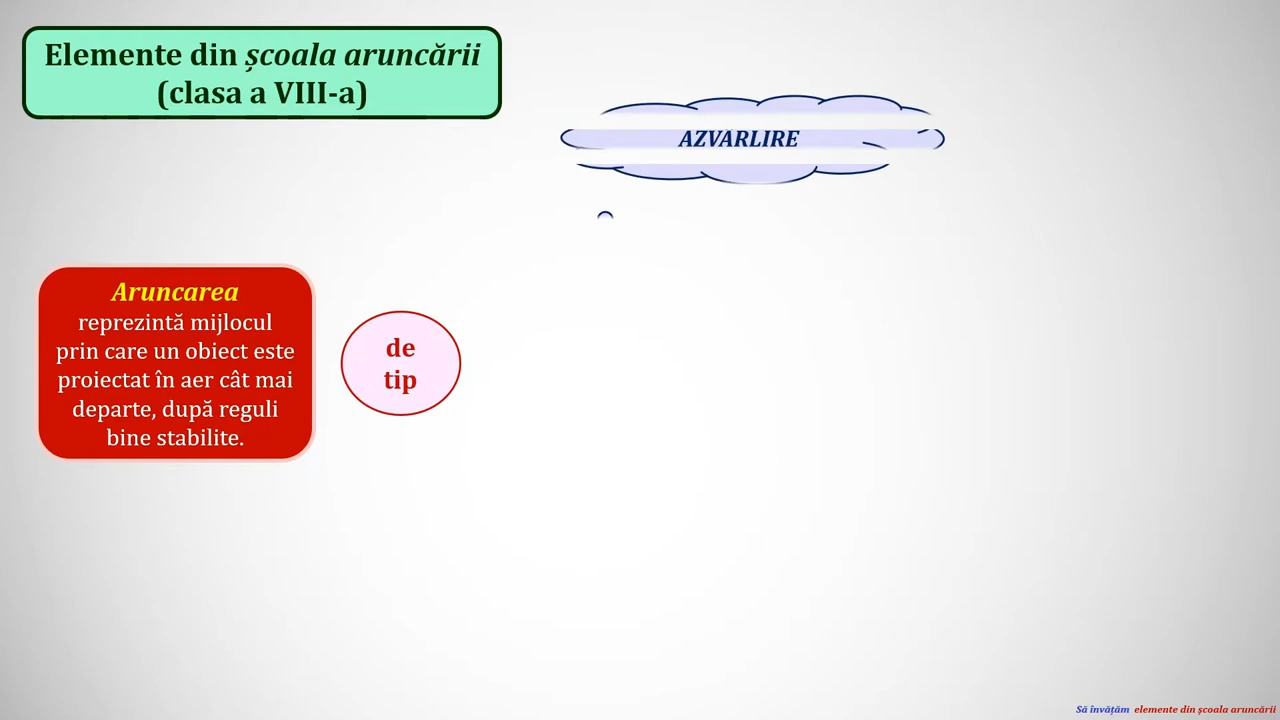 Elemente din școala aruncării
(clasa a VIII-a)
AZVARLIRE
Aruncarea
reprezintă mijlocul
prin care un obiect este
proiectat în aer cât mai
departe, după reguli
bine stabilite.
de
tip
Să învățăm elemente din școala aruncării